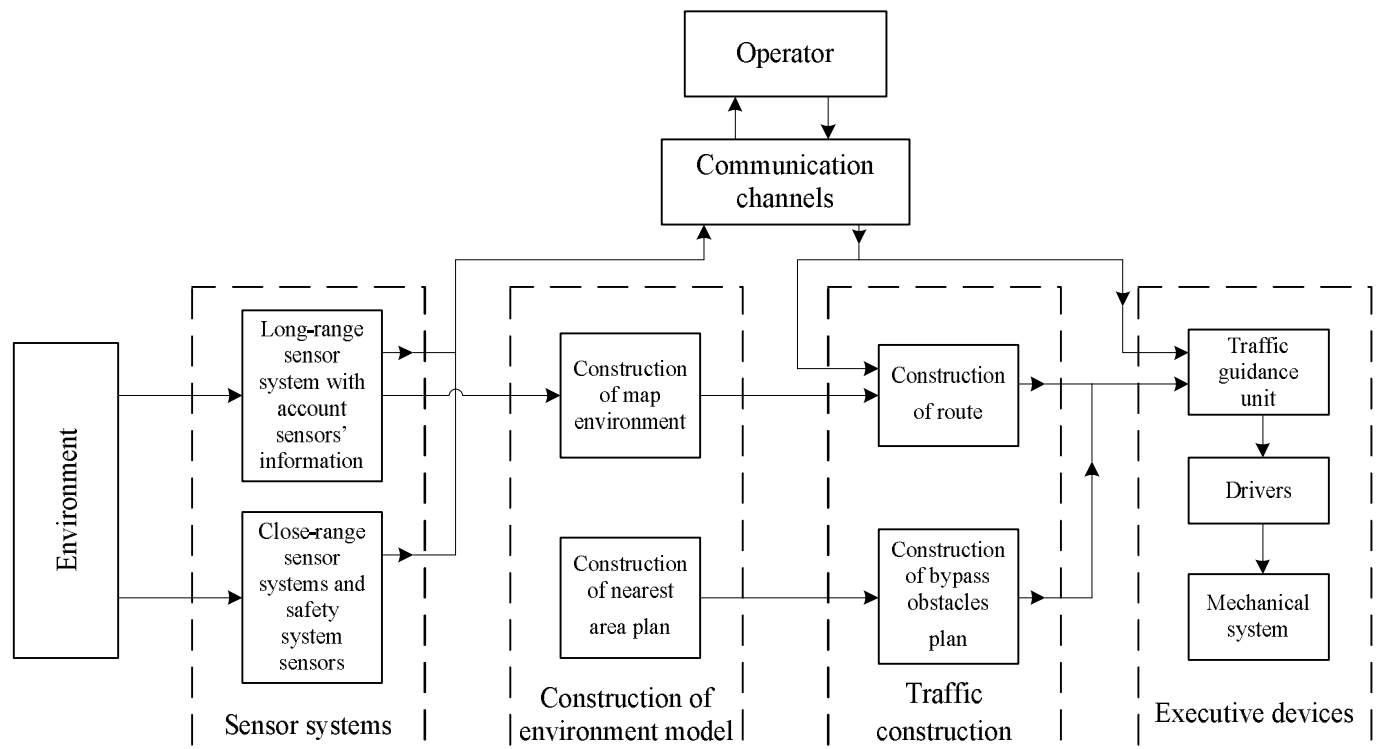 Operator
Communication
channels
Environment
Long-range
sensor
system with
account
sensors'
information
Close-range
sensor
systems and
safety
system
sensors
Sensor systems
Construction
of map
environment
Construction
of nearest
area plan
Construction of
environment model
Construction
of route
Construction
of bypass
obstacles
plan
Traffic
construction
Traffic
guidance
unit
Drivers
Mechanical
system
Executive devices